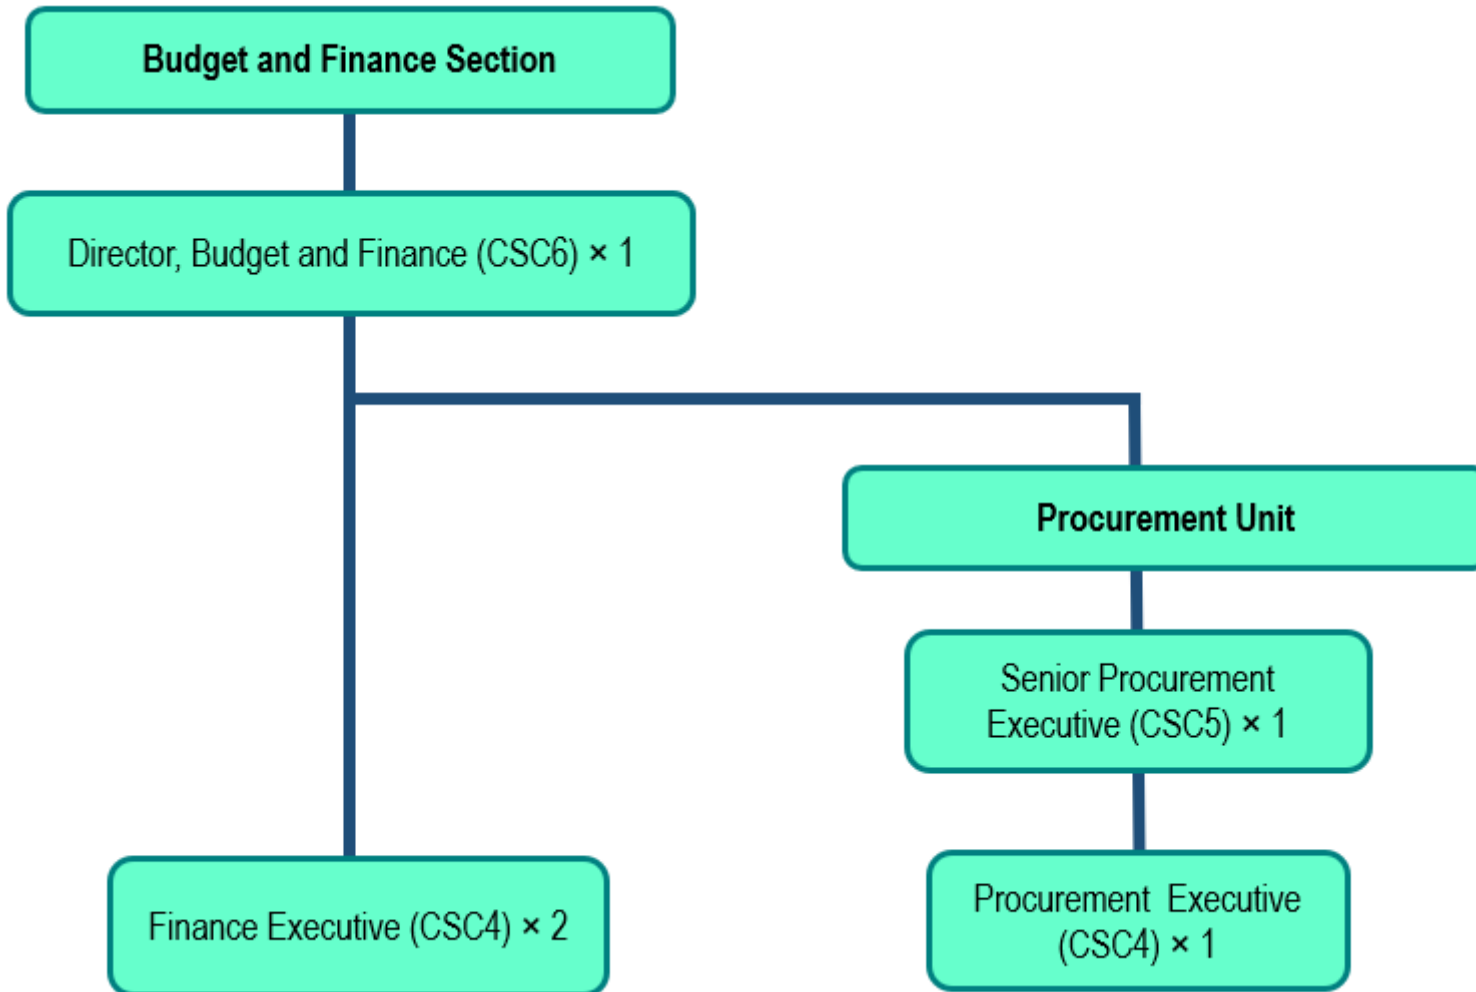 Budget and Finance Section
Director, Budget and Finance (CSC6) × 1
Procurement Unit
Senior Procurement
Executive (CSC5) × 1
Finance Executive (CSC4) × 2
Procurement Executive
(CSC4) × 1